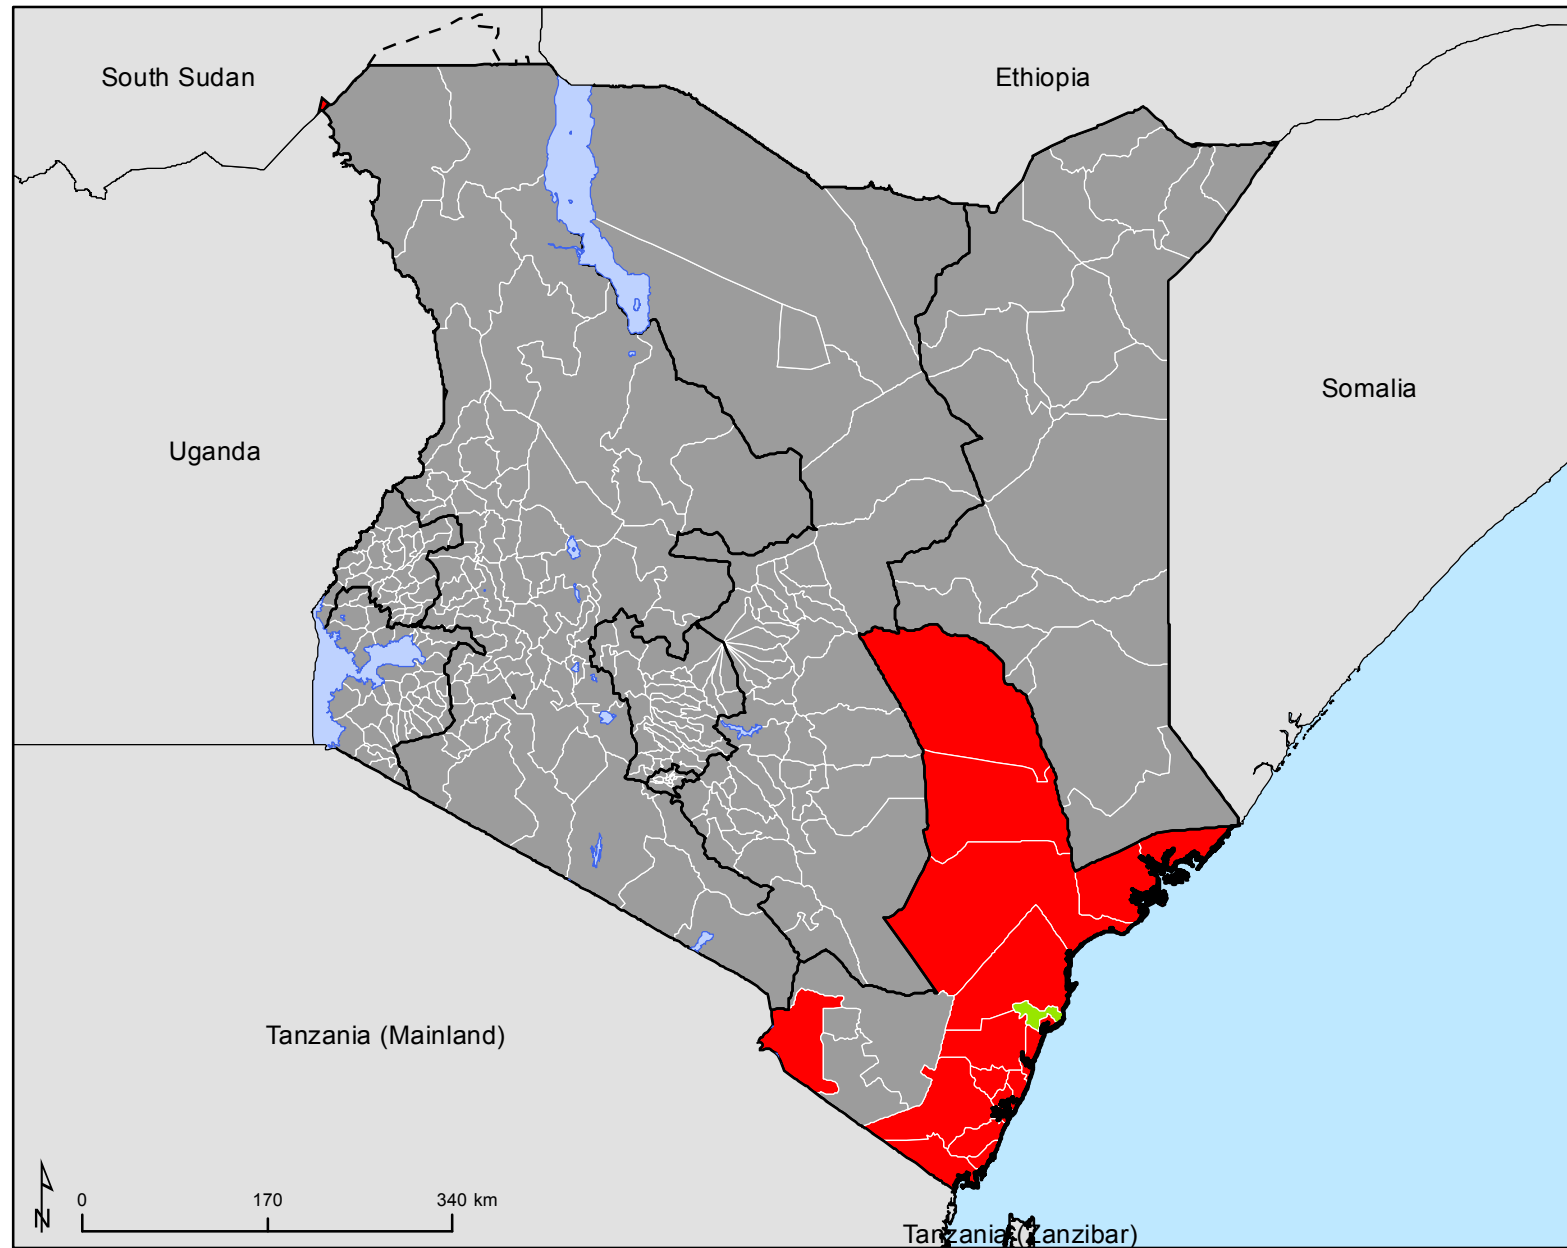 South Sudan
Ethiopia
Somalia
Uganda
Tanzania (Mainland)
N
0 170 340 km
Tanzania (Zanzibar)